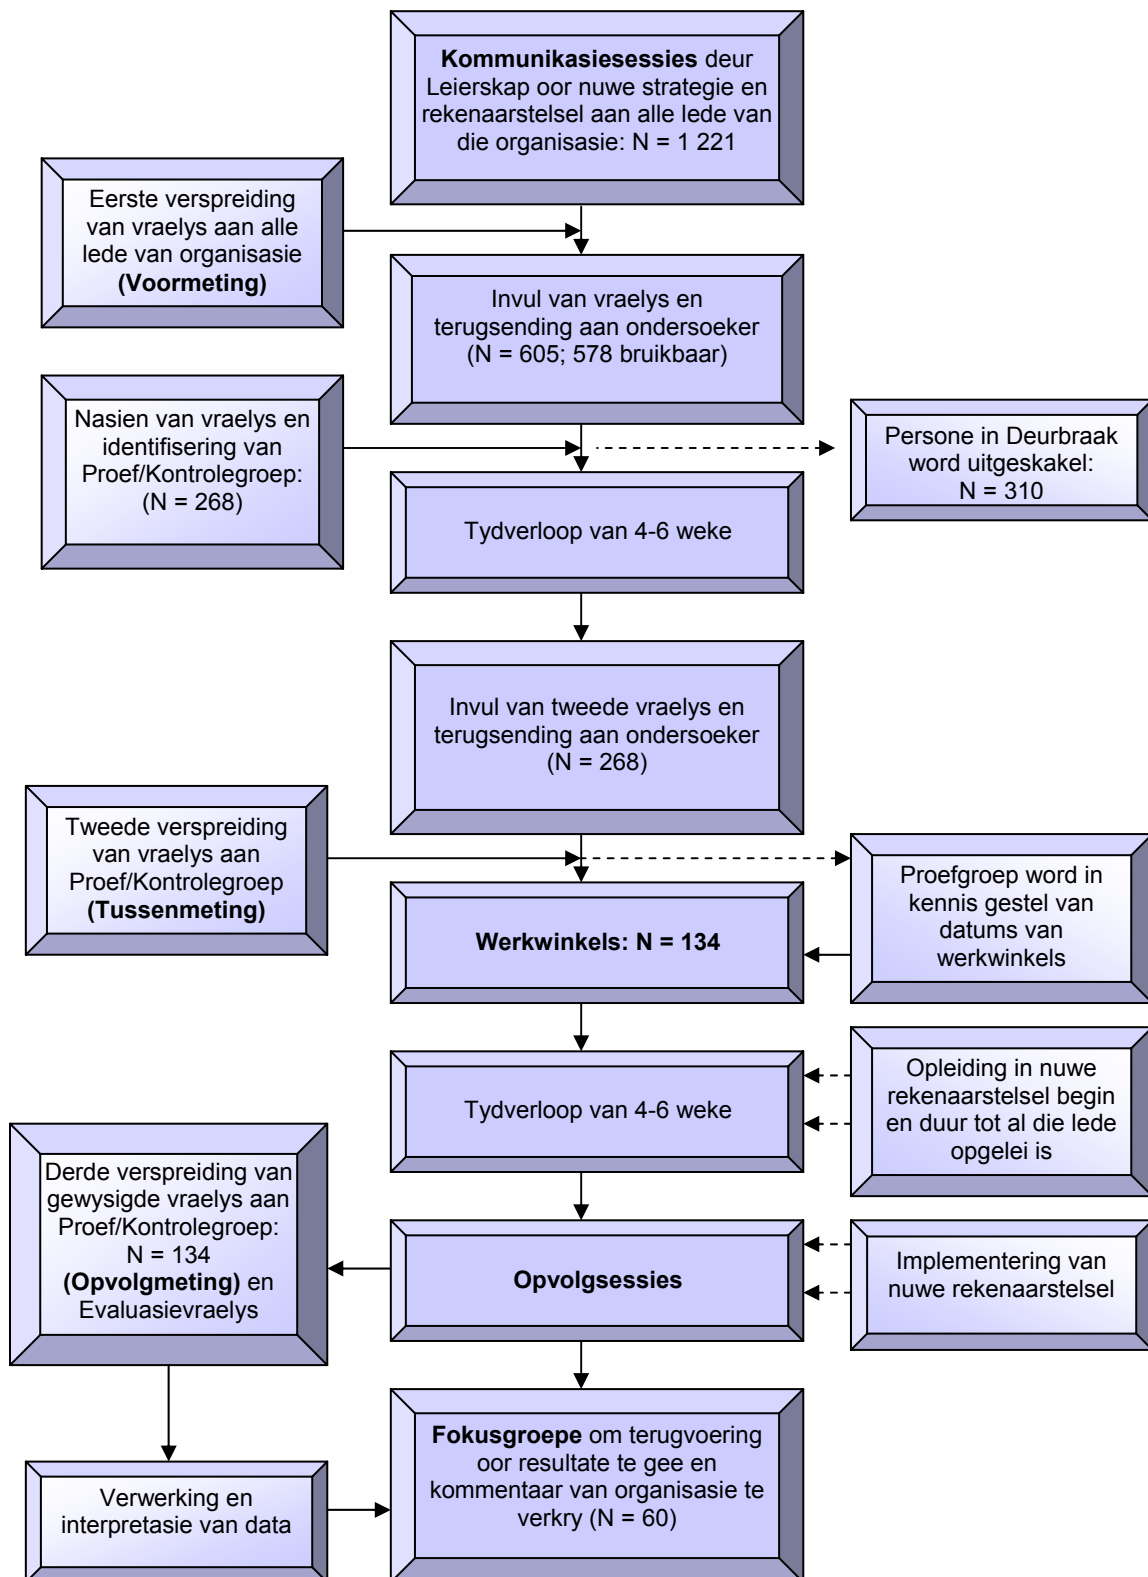 Kommunikasiesessies deur
Leierskap oor nuwe strategie en
rekenaarstelsel aan alle lede van
die organisasie: N = 1 221
Eerste verspreiding
van vraelys aan alle
lede van organisasie
(Voormeting)
Invul van vraelys en
terugsending aan ondersoeker
(N = 605; 578 bruikbaar)
Nasien van vraelys en
identifisering van
Proef/Kontrolegroep:
(N = 268)
Persone in Deurbraak
word uitgeskakel:
N = 310
Tydverloop van 4-6 weke
Invul van tweede vraelys en
terugsending aan ondersoeker
(N = 268)
Tweede verspreiding
van vraelys aan
Proef/Kontrolegroep
(Tussenmeting)
Proefgroep word in
kennis gestel van
datums van
werkwinkels
Werkwinkels: N = 134
Opleiding in nuwe
rekenaarstelsel begin
en duur tot al die lede
opgelei is
Tydverloop van 4-6 weke
Derde verspreiding van
gewysigde vraelys aan
Proef/Kontrolegroep:
N = 134
(Opvolgmeting) en
Evaluasievraelys
Opvolgsessies
Implementering van
nuwe rekenaarstelsel
Fokusgroepe om terugvoering
oor resultate te gee en
kommentaar van organisasie te
verkry (N = 60)
Verwerking en
interpretasie van data